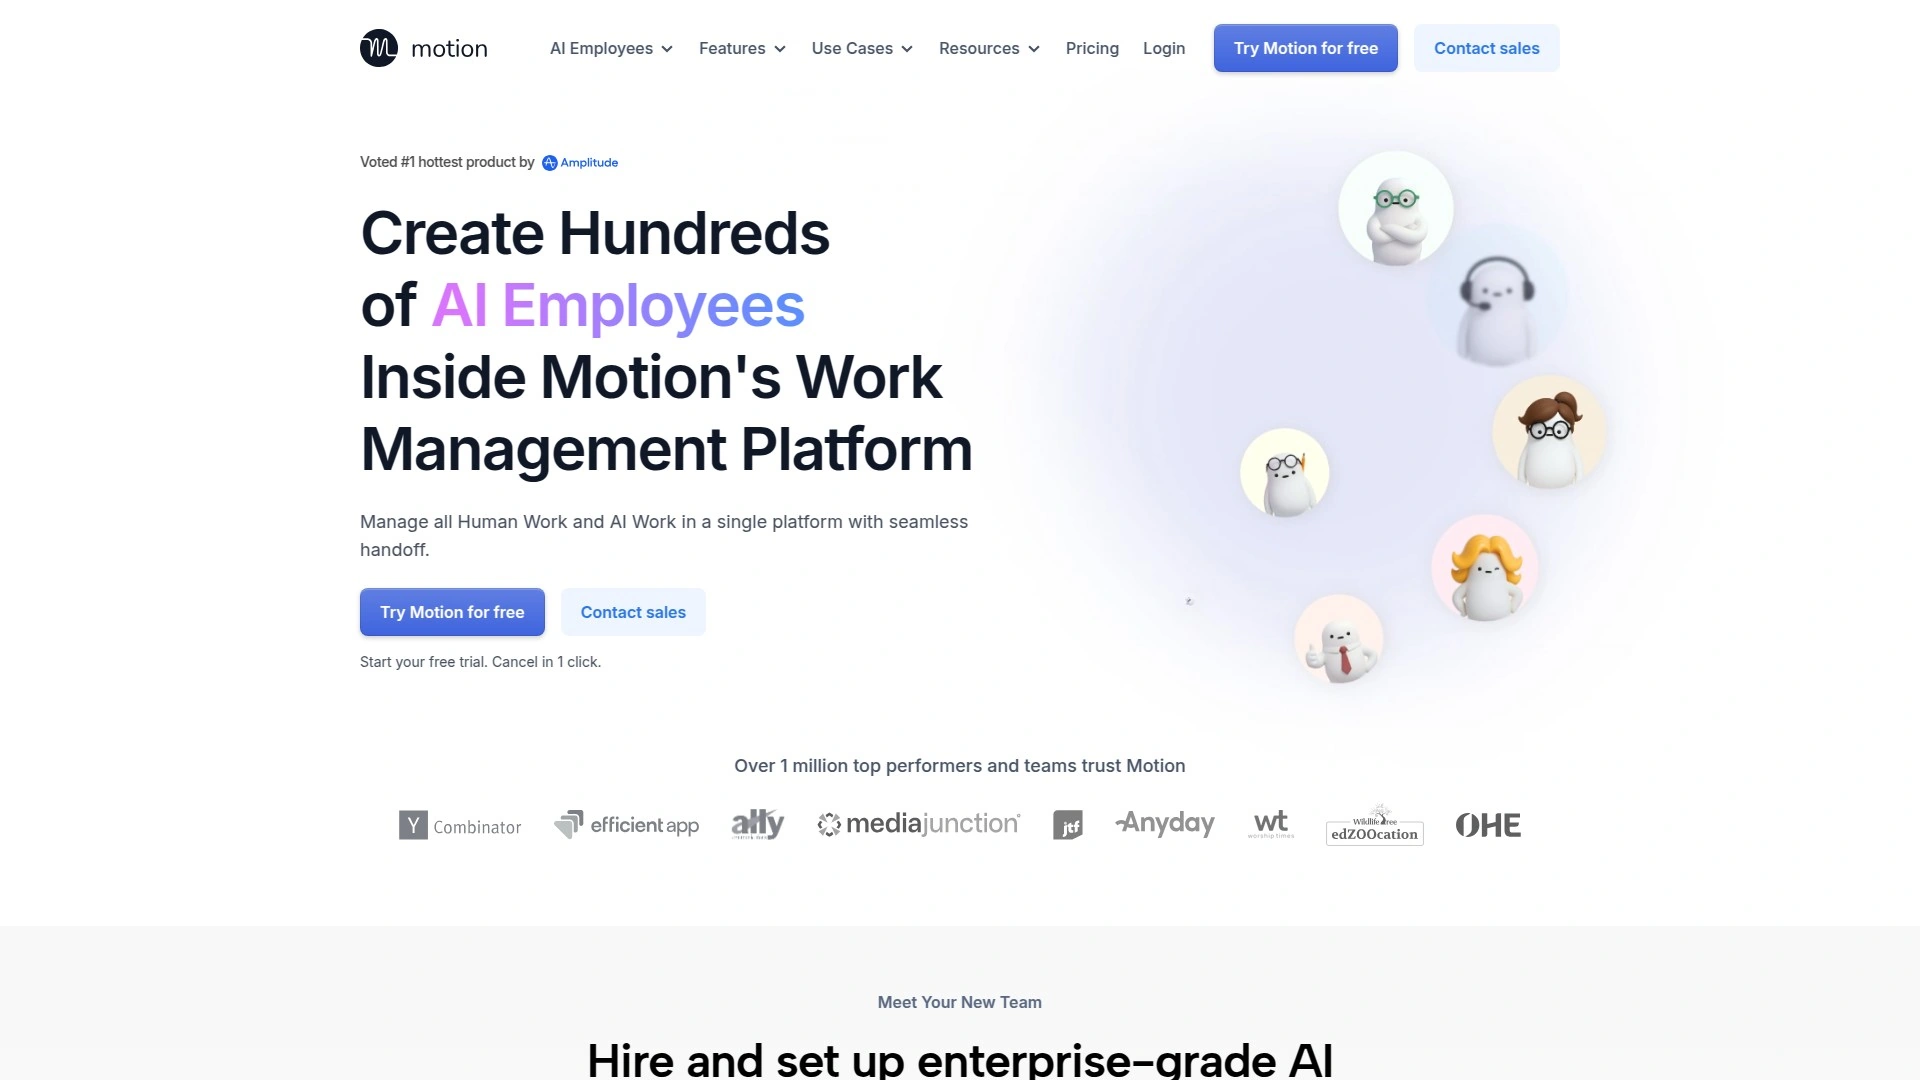 motion
AI Employees
Features
Use Cases
Resources
Pricing
Login
Try Motion for free
Contact sales
Voted #1 hottest product by Amplitude
Create Hundreds
of AI Employees
Inside Motion's Work
Management Platform
Manage all Human Work and AI Work in a single platform with seamless
handoff.
Try Motion for free
Contact sales
Start your free trial. Cancel in 1 click.
Over 1 million top performers and teams trust Motion
Y Combinator
efficient app
ally
mediajunction
jtf
Anyday
wt
worship times
Wildlife Tree
edZOOcation
OHE
Meet Your New Team
Hire and set up enterprise-grade AI